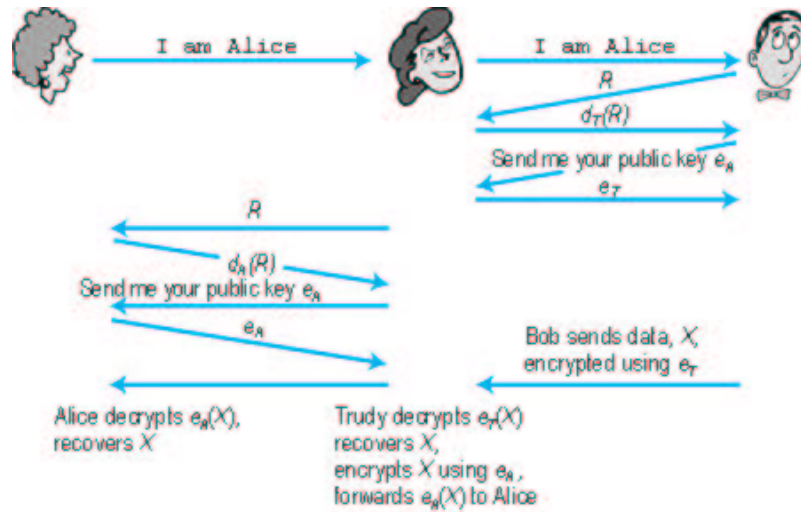 I am Alice
I am Alice
R
d_T(R)
Send me your public key e_A
e_T
R
d_A(R)
Send me your public key e_A
e_A
Bob sends data, X,
encrypted using e_T
Alice decrypts e_A(X),
recovers X
Trudy decrypts e_T(X)
recovers X,
encrypts X using e_A,
forwards e_A(X) to Alice